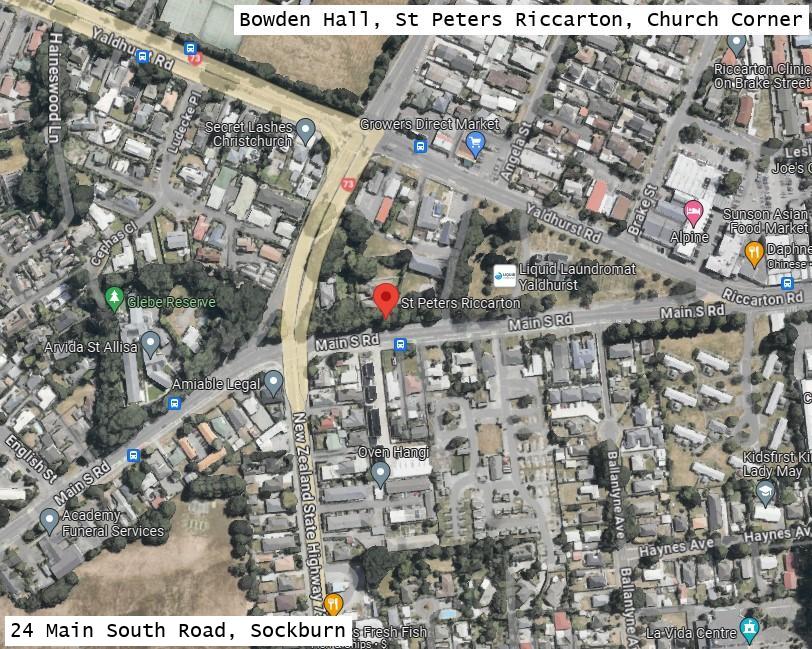 Bowden Hall, St Peters Riccarton, Church Corner
Yaldhurst Rd
Haineswood Ln
73
Riccarton Clinic
On Brake Street
Secret Lashes
Christchurch
Growers Direct Market
Ludecke Pl
Angela St
Joe's
73
Brake St
Sunson Asian
Food Market
Alpine
Yaldhurst Rd
Cephas Cl
Daphne
Chinese
Liquid Laundromat
Yaldhurst
Glebe Reserve
St Peters Riccarton
Riccarton Rd
Main S Rd
Main S Rd
Main S Rd
Arvida St Allisa
Amiable Legal
English St
Main S Rd
New Zealand State Highway
Oven Hangi
Ballantyne Ave
Kidsfirst
Lady May
Academy
Funeral Services
Haynes Ave
Haynes Av
Ballantyne A
24 Main South Road, Sockburn
s Fresh Fish
La Vida Centre